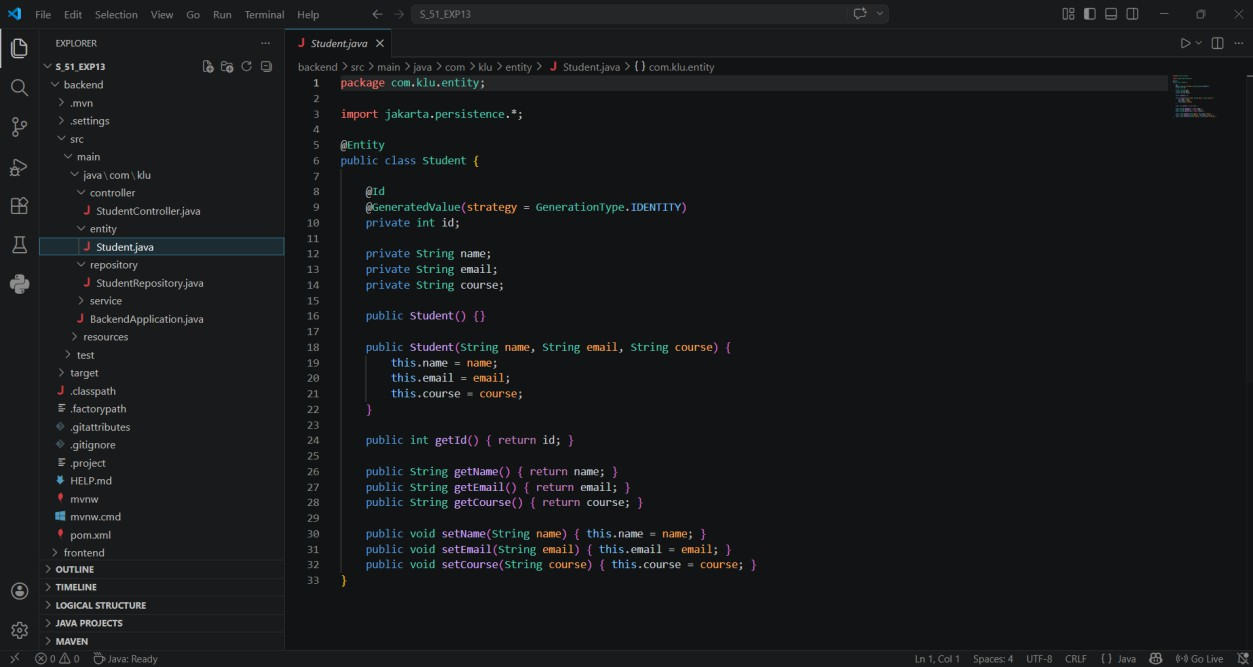 File Edit Selection View Go Run Terminal Help
S_51_EXP13
EXPLORER
S_51_EXP13
backend
.mvn
.settings
src
main
java\com\klu
controller
StudentController.java
entity
Student.java
repository
StudentRepository.java
service
BackendApplication.java
resources
test
target
.classpath
.factorypath
.gitattributes
.gitignore
.project
HELP.md
mvnw
mvnw.cmd
pom.xml
frontend
OUTLINE
TIMELINE
LOGICAL STRUCTURE
JAVA PROJECTS
MAVEN
Student.java
backend > src > main > java > com > klu > entity > Student.java > {} com.klu.entity
1 package com.klu.entity;
2
3 import jakarta.persistence.*;
4
5 @Entity
6 public class Student {
7
8     @Id
9     @GeneratedValue(strategy = GenerationType.IDENTITY)
10     private int id;
11
12     private String name;
13     private String email;
14     private String course;
15
16     public Student() {}
17
18     public Student(String name, String email, String course) {
19         this.name = name;
20         this.email = email;
21         this.course = course;
22     }
23
24     public int getId() { return id; }
25
26     public String getName() { return name; }
27     public String getEmail() { return email; }
28     public String getCourse() { return course; }
29
30     public void setName(String name) { this.name = name; }
31     public void setEmail(String email) { this.email = email; }
32     public void setCourse(String course) { this.course = course; }
33 }
0 0 Java: Ready Ln 1, Col 1 Spaces: 4 UTF-8 CRLF {} Java Go Live